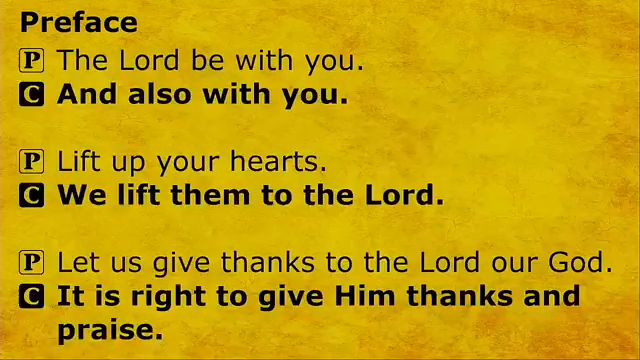 Preface
P The Lord be with you.
C And also with you.
P Lift up your hearts.
C We lift them to the Lord.
P Let us give thanks to the Lord our God.
C It is right to give Him thanks and
praise.